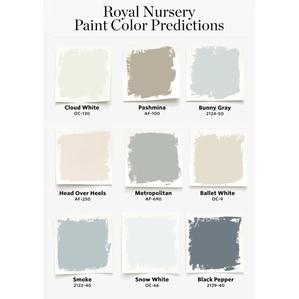 Royal Nursery
Paint Color Predictions
Cloud White
OC-130
Pashmina
AF-100
Bunny Gray
2124-50
Head Over Heels
AF-250
Metropolitan
AF-690
Ballet White
OC-9
Smoke
2122-40
Snow White
OC-66
Black Pepper
2139-40